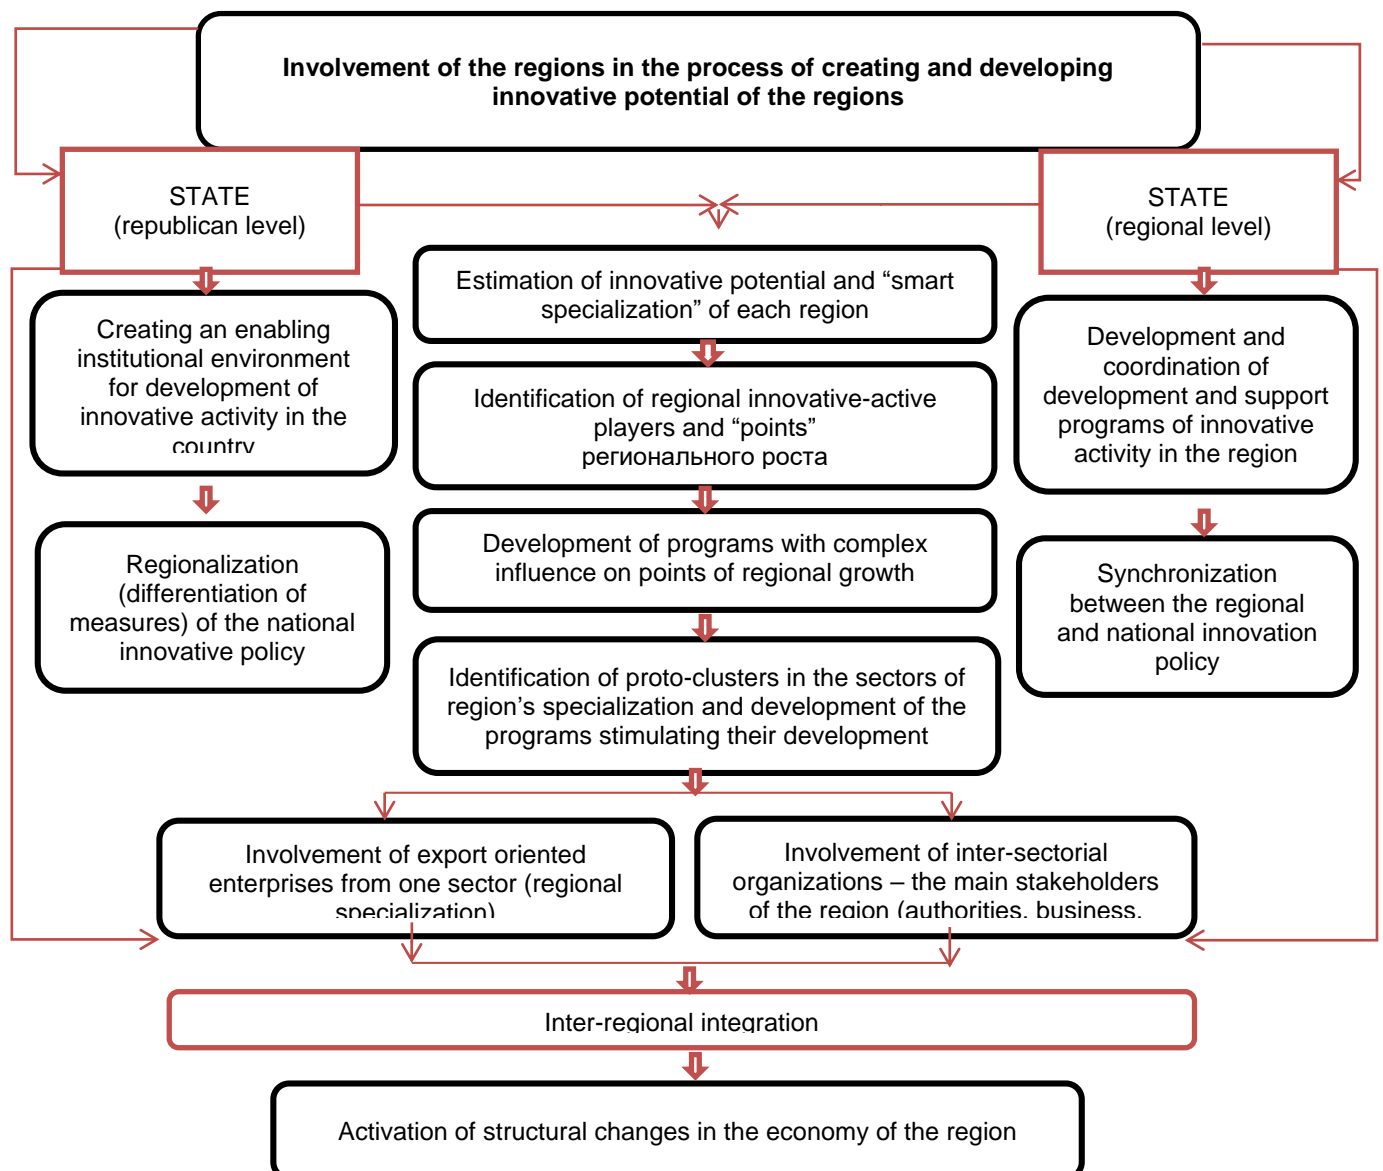 Involvement of the regions in the process of creating and developing
innovative potential of the regions
STATE
(republican level)
STATE
(regional level)
Estimation of innovative potential and “smart
specialization” of each region
Creating an enabling
institutional environment
for development of
innovative activity in the
country
Development and
coordination of
development and support
programs of innovative
activity in the region
Identification of regional innovative-active
players and “points”
регионального роста
Development of programs with complex
influence on points of regional growth
Regionalization
(differentiation of
measures) of the national
innovative policy
Synchronization
between the regional
and national innovation
policy
Identification of proto-clusters in the sectors of
region’s specialization and development of the
programs stimulating their development
Involvement of export oriented
enterprises from one sector (regional
specialization)
Involvement of inter-sectorial
organizations – the main stakeholders
of the region (authorities, business,
Inter-regional integration
Activation of structural changes in the economy of the region